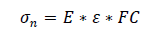 σₙ = E ∗ ε ∗ FC